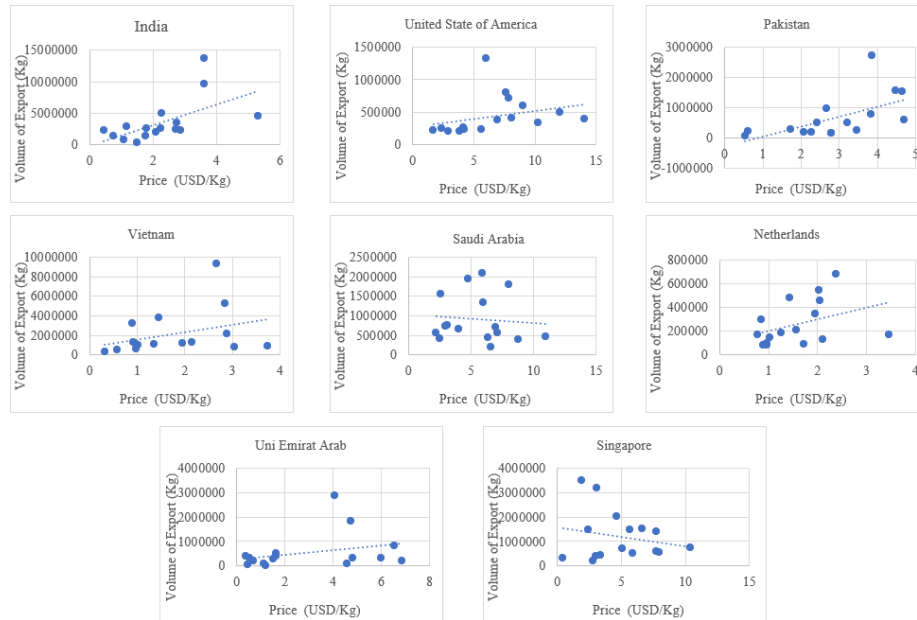 India
Volume of Export (Kg)
15000000
10000000
5000000
0
0 2 4 6
Price (USD/Kg)
United State of America
Volume of Export (Kg)
1500000
1000000
500000
0
0 5 10 15
Price (USD/Kg)
Pakistan
Volume of Export (Kg)
3000000
2000000
1000000
0
-1000000
0 1 2 3 4 5
Price (USD/Kg)
Vietnam
Volume of Export (Kg)
10000000
8000000
6000000
4000000
2000000
0
0 1 2 3 4
Price (USD/Kg)
Saudi Arabia
Volume of Export (Kg)
2500000
2000000
1500000
1000000
500000
0
0 5 10 15
Price (USD/Kg)
Netherlands
Volume of Export (Kg)
800000
600000
400000
200000
0
0 1 2 3 4
Price (USD/Kg)
Uni Emirat Arab
Volume of Export (Kg)
4000000
3000000
2000000
1000000
0
0 2 4 6 8
Price (USD/Kg)
Singapore
Volume of Export (Kg)
4000000
3000000
2000000
1000000
0
0 5 10 15
Price (USD/Kg)